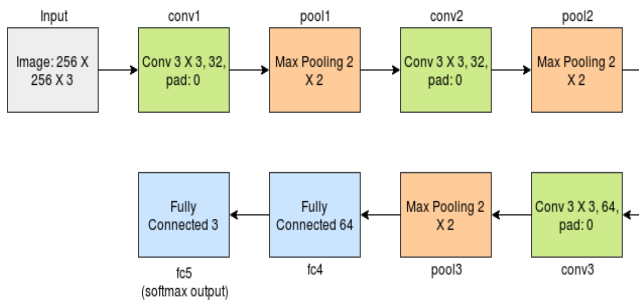 Input
conv1
pool1
conv2
pool2
Image: 256 X
256 X 3
Conv 3 X 3, 32,
pad: 0
Max Pooling 2
X 2
Conv 3 X 3, 32,
pad: 0
Max Pooling 2
X 2
Fully
Connected 3
Fully
Connected 64
Max Pooling 2
X 2
Conv 3 X 3, 64,
pad: 0
fc5
(softmax output)
fc4
pool3
conv3